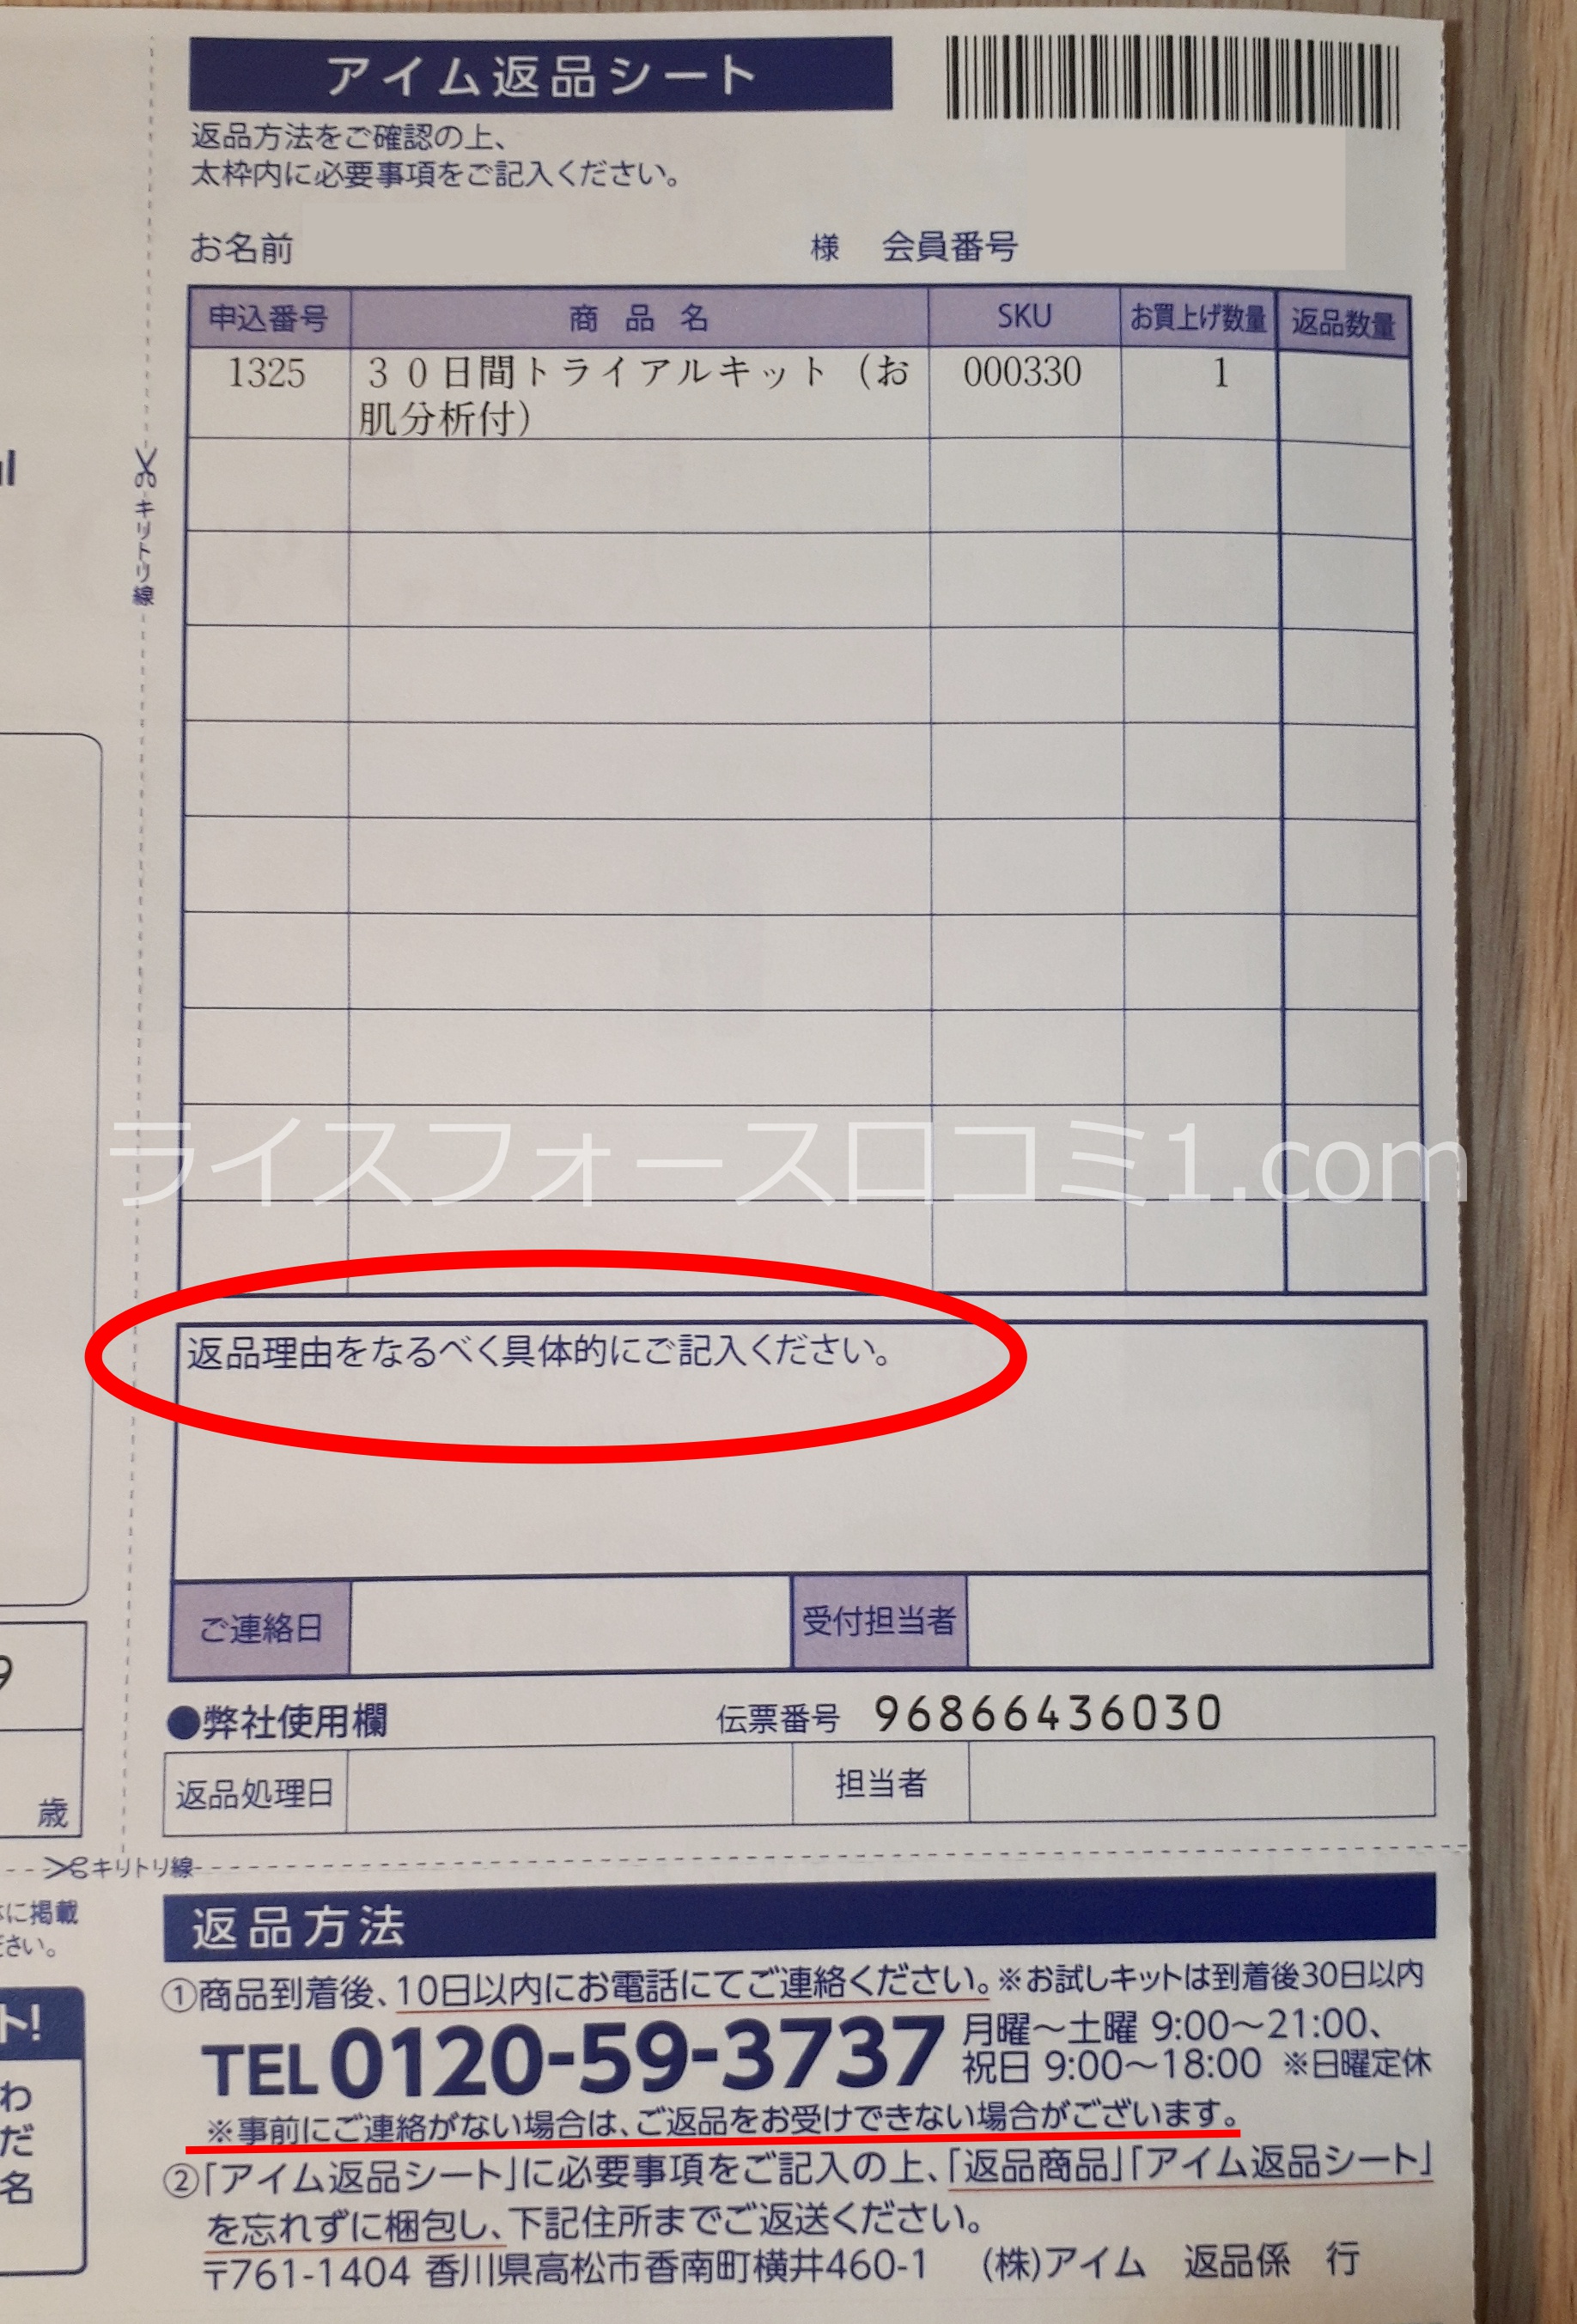 アイム返品シート
返品方法をご確認の上、
太枠内に必要事項をご記入ください。
お名前 様 会員番号
申込番号 商品名 SKU お買上げ数量 返品数量
1325 30日間トライアルキット（お 000330 1
肌分析付）
キリトリ線
ライスフォース口コミ1.com
返品理由をなるべく具体的にご記入ください。
ご連絡日 受付担当者
●弊社使用欄 伝票番号 96866436030
返品処理日 担当者
歳
キリトリ線
に掲載
さい。
ト!
わ
だ
名
返品方法
①商品到着後、10日以内にお電話にてご連絡ください。※お試しキットは到着後30日以内
TEL 0120-59-3737 月曜～土曜 9:00～21:00、
祝日 9:00～18:00 ※日曜定休
※事前にご連絡がない場合は、ご返品をお受けできない場合がございます。
②「アイム返品シート」に必要事項をご記入の上、「返品商品」「アイム返品シート」
を忘れずに梱包し、下記住所までご返送ください。
〒761-1404 香川県高松市香南町横井460-1 (株)アイム 返品係 行